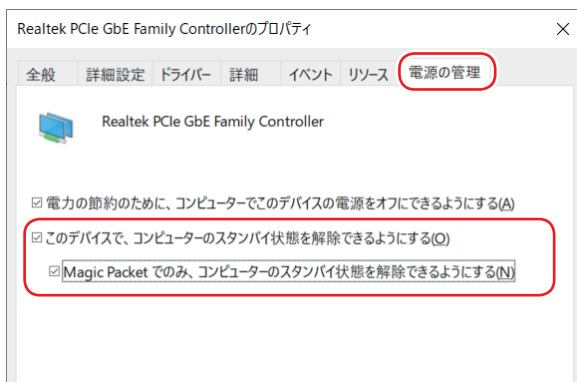 Realtek PCIe GbE Family Controllerのプロパティ
全般 詳細設定 ドライバー 詳細 イベント リソース 電源の管理
Realtek PCIe GbE Family Controller
電力の節約のために、コンピューターでこのデバイスの電源をオフにできるようにする(A)
このデバイスで、コンピューターのスタンバイ状態を解除できるようにする(O)
Magic Packet でのみ、コンピューターのスタンバイ状態を解除できるようにする(N)